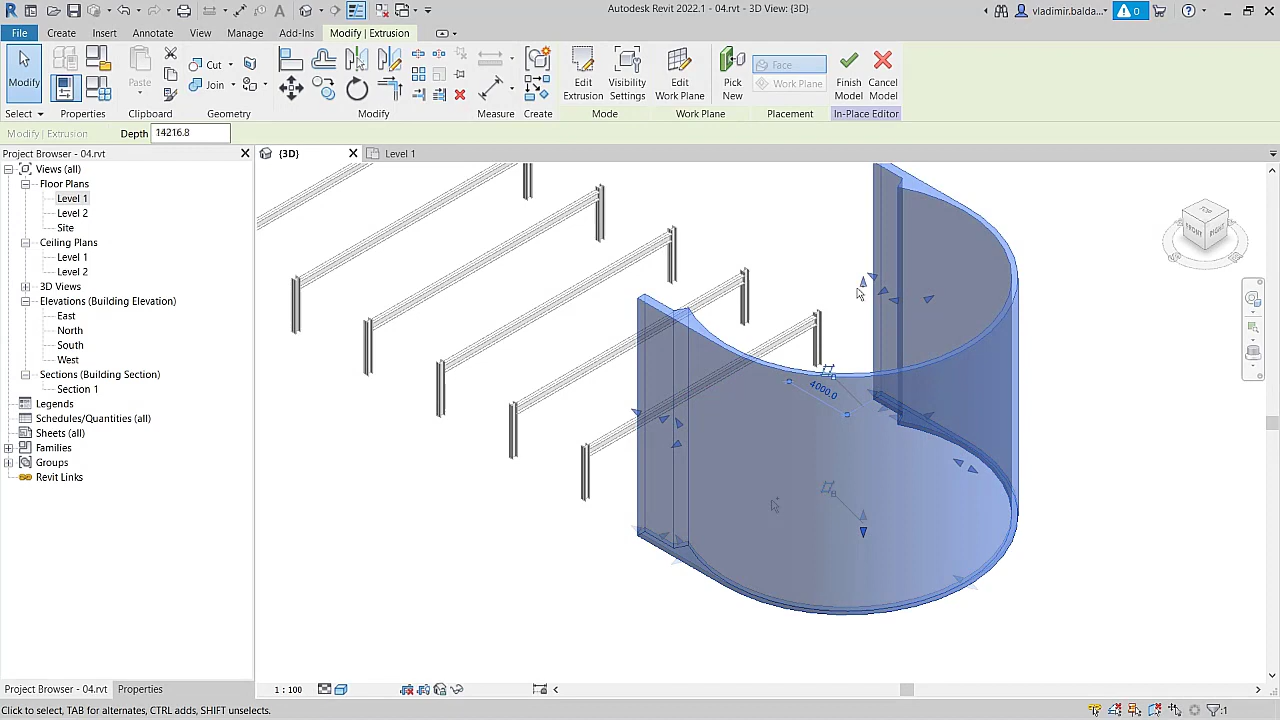 Autodesk Revit 2022.1 - 04.rvt - 3D View: {3D}
vladimir.balda...
0
File
Create
Insert
Annotate
View
Manage
Add-Ins
Modify | Extrusion
Modify
Paste
Cut
Join
Edit Extrusion
Visibility Settings
Edit Work Plane
Pick New
Face
Work Plane
Finish Model
Cancel Model
Select
Properties
Clipboard
Geometry
Modify
Measure
Create
Mode
Work Plane
Placement
In-Place Editor
Modify | Extrusion
Depth
14216.8
Project Browser - 04.rvt
{3D}
Level 1
Views (all)
Floor Plans
Level 1
Level 2
Site
Ceiling Plans
Level 1
Level 2
3D Views
Elevations (Building Elevation)
East
North
South
West
Sections (Building Section)
Section 1
Legends
Schedules/Quantities (all)
Sheets (all)
Families
Groups
Revit Links
4000.0
TOP
FRONT
RIGHT
Project Browser - 04.rvt
Properties
1 : 100
Click to select, TAB for alternates, CTRL adds, SHIFT unselects.
:1